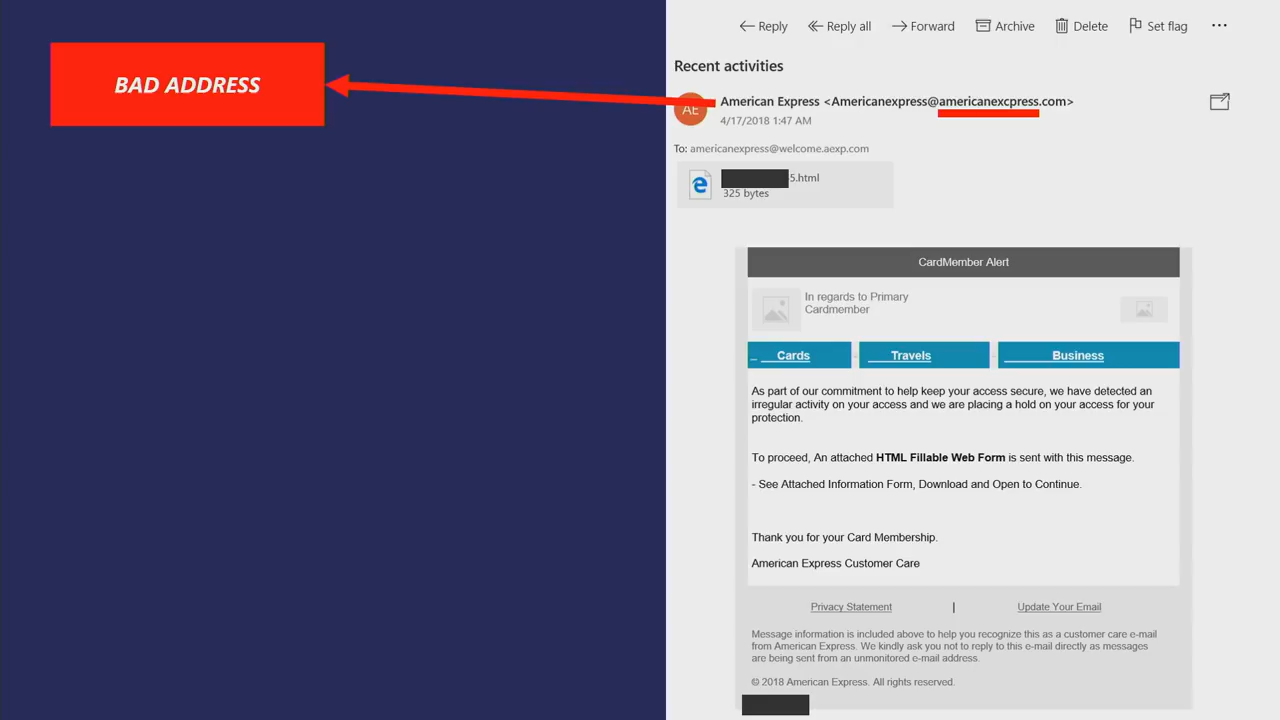 BAD ADDRESS
Reply
Reply all
Forward
Archive
Delete
Set flag
Recent activities
AE
American Express <Americanexpress@americanexcpress.com>
4/17/2018 1:47 AM
To: americanexpress@welcome.aexp.com
5.html
325 bytes
CardMember Alert
In regards to Primary
Cardmember
Cards
Travels
Business
As part of our commitment to help keep your access secure, we have detected an
irregular activity on your access and we are placing a hold on your access for your
protection.
To proceed, An attached HTML Fillable Web Form is sent with this message.
- See Attached Information Form, Download and Open to Continue.
Thank you for your Card Membership.
American Express Customer Care
Privacy Statement | Update Your Email
Message information is included above to help you recognize this as a customer care e-mail
from American Express. We kindly ask you not to reply to this e-mail directly as messages
are being sent from an unmonitored e-mail address.
© 2018 American Express. All rights reserved.